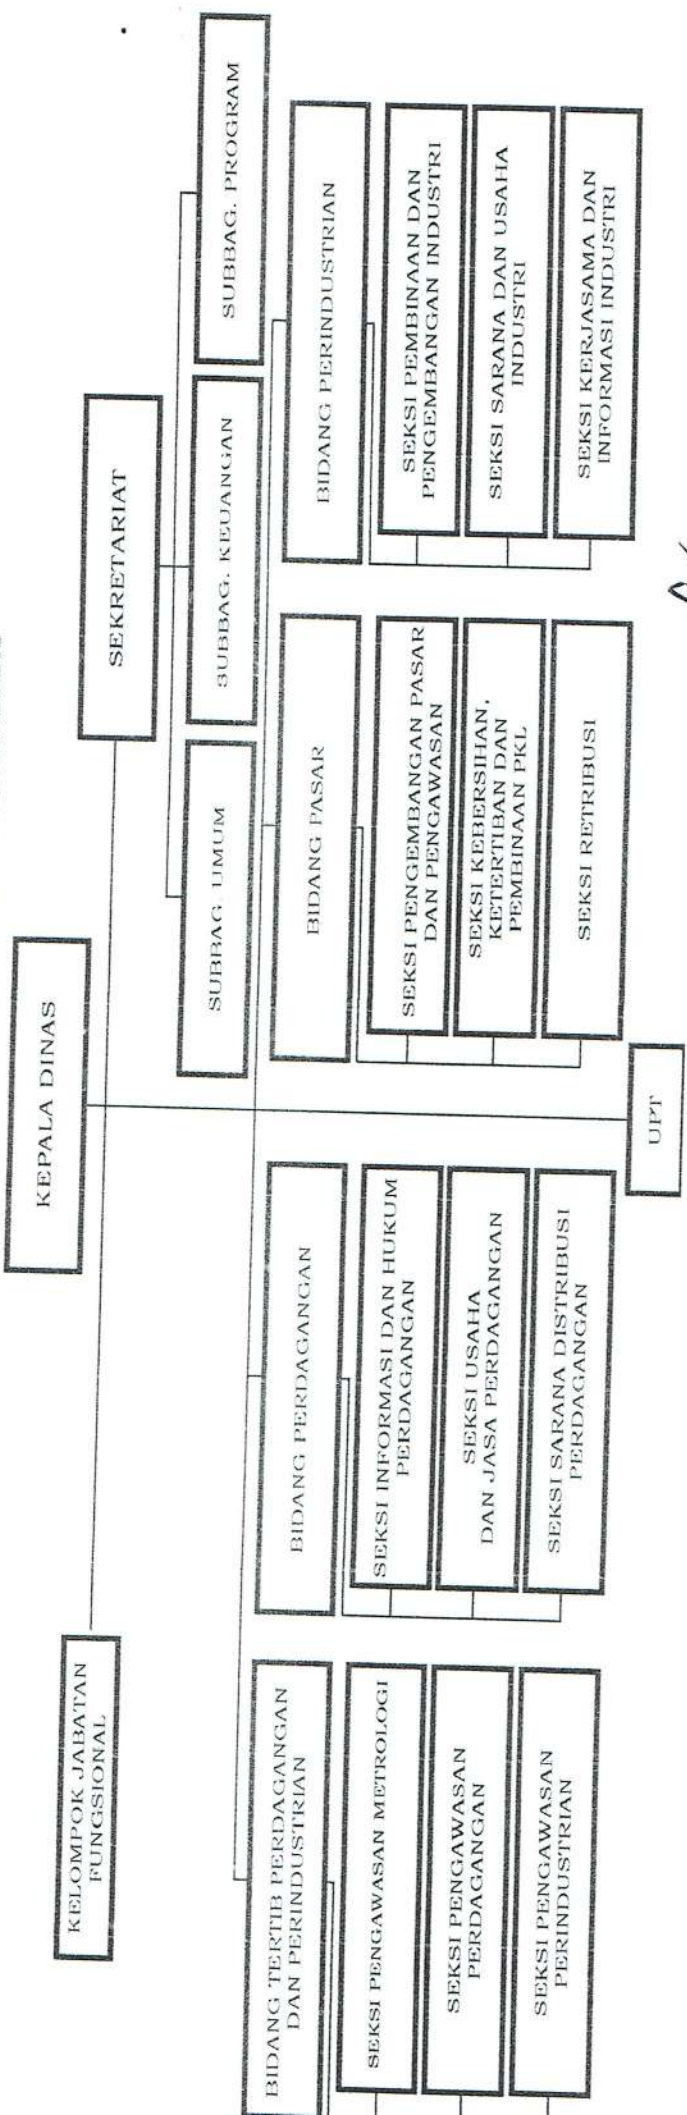 KEPALA DINAS
KELOMPOK JABATAN
FUNGSIONAL
SEKRETARIAT
SUBBAG. UMUM
SUBBAG. KEUANGAN
SUBBAG. PROGRAM
BIDANG TERTIB PERDAGANGAN
DAN PERINDUSTRIAN
SEKSI PENGAWASAN METROLOGI
SEKSI PENGAWASAN
PERDAGANGAN
SEKSI PENGAWASAN
PERINDUSTRIAN
BIDANG PERDAGANGAN
SEKSI INFORMASI DAN HUKUM
PERDAGANGAN
SEKSI USAHA
DAN JASA PERDAGANGAN
SEKSI SARANA DISTRIBUSI
PERDAGANGAN
BIDANG PASAR
SEKSI PENGEMBANGAN PASAR
DAN PENGAWASAN
SEKSI KEBERSIHAN,
KETERTIBAN DAN
PEMBINAAN PKL
SEKSI RETRIBUSI
BIDANG PERINDUSTRIAN
SEKSI PEMBINAAN DAN
PENGEMBANGAN INDUSTRI
SEKSI SARANA DAN USAHA
INDUSTRI
SEKSI KERJASAMA DAN
INFORMASI INDUSTRI
UPT